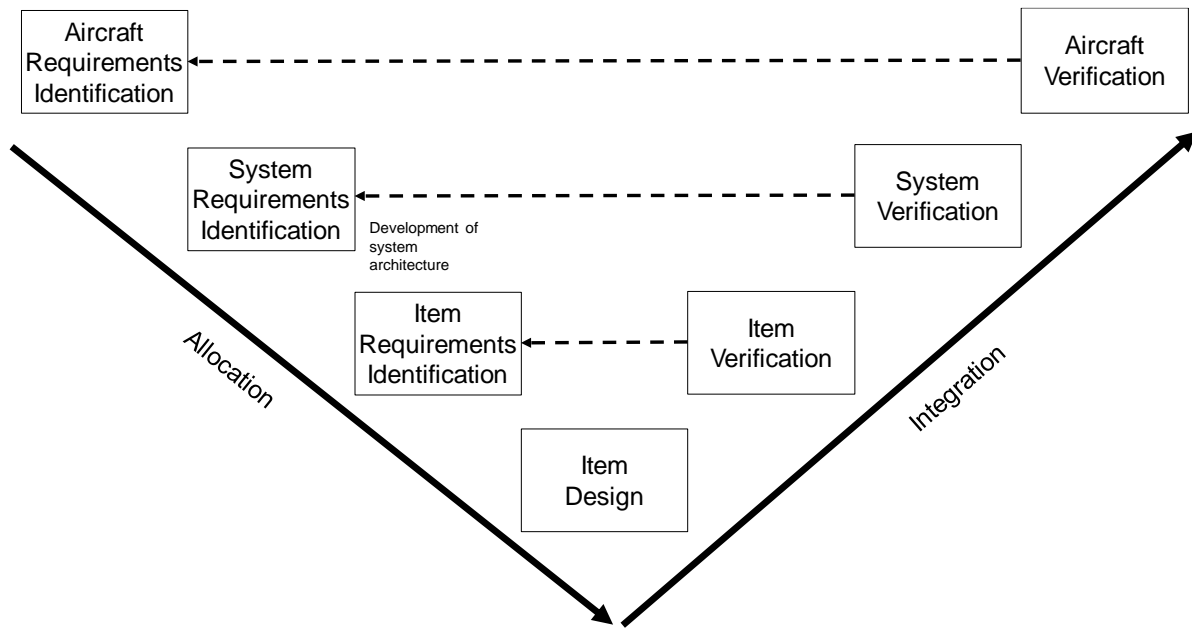 Aircraft
Requirements
Identification
Aircraft
Verification
System
Requirements
Identification
System
Verification
Development of
system
architecture
Item
Requirements
Identification
Item
Verification
Allocation
Integration
Item
Design